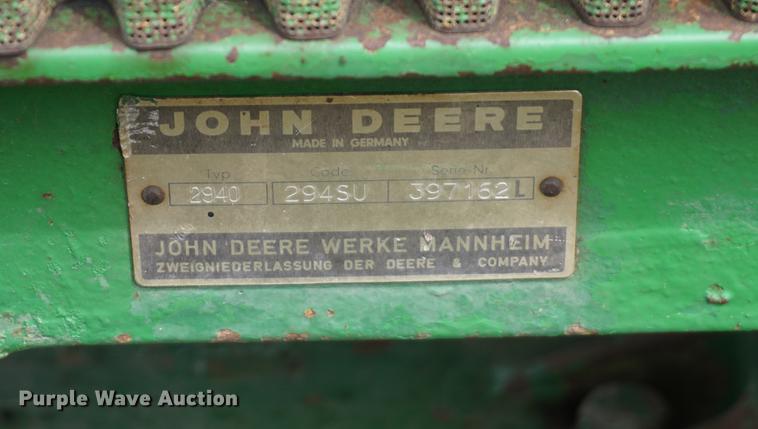 JOHN DEERE
MADE IN GERMANY
Typ Code Serie-Nr.
2940 294SU 397162L
JOHN DEERE WERKE MANNHEIM
ZWEIGNIEDERLASSUNG DER DEERE & COMPANY
Purple Wave Auction